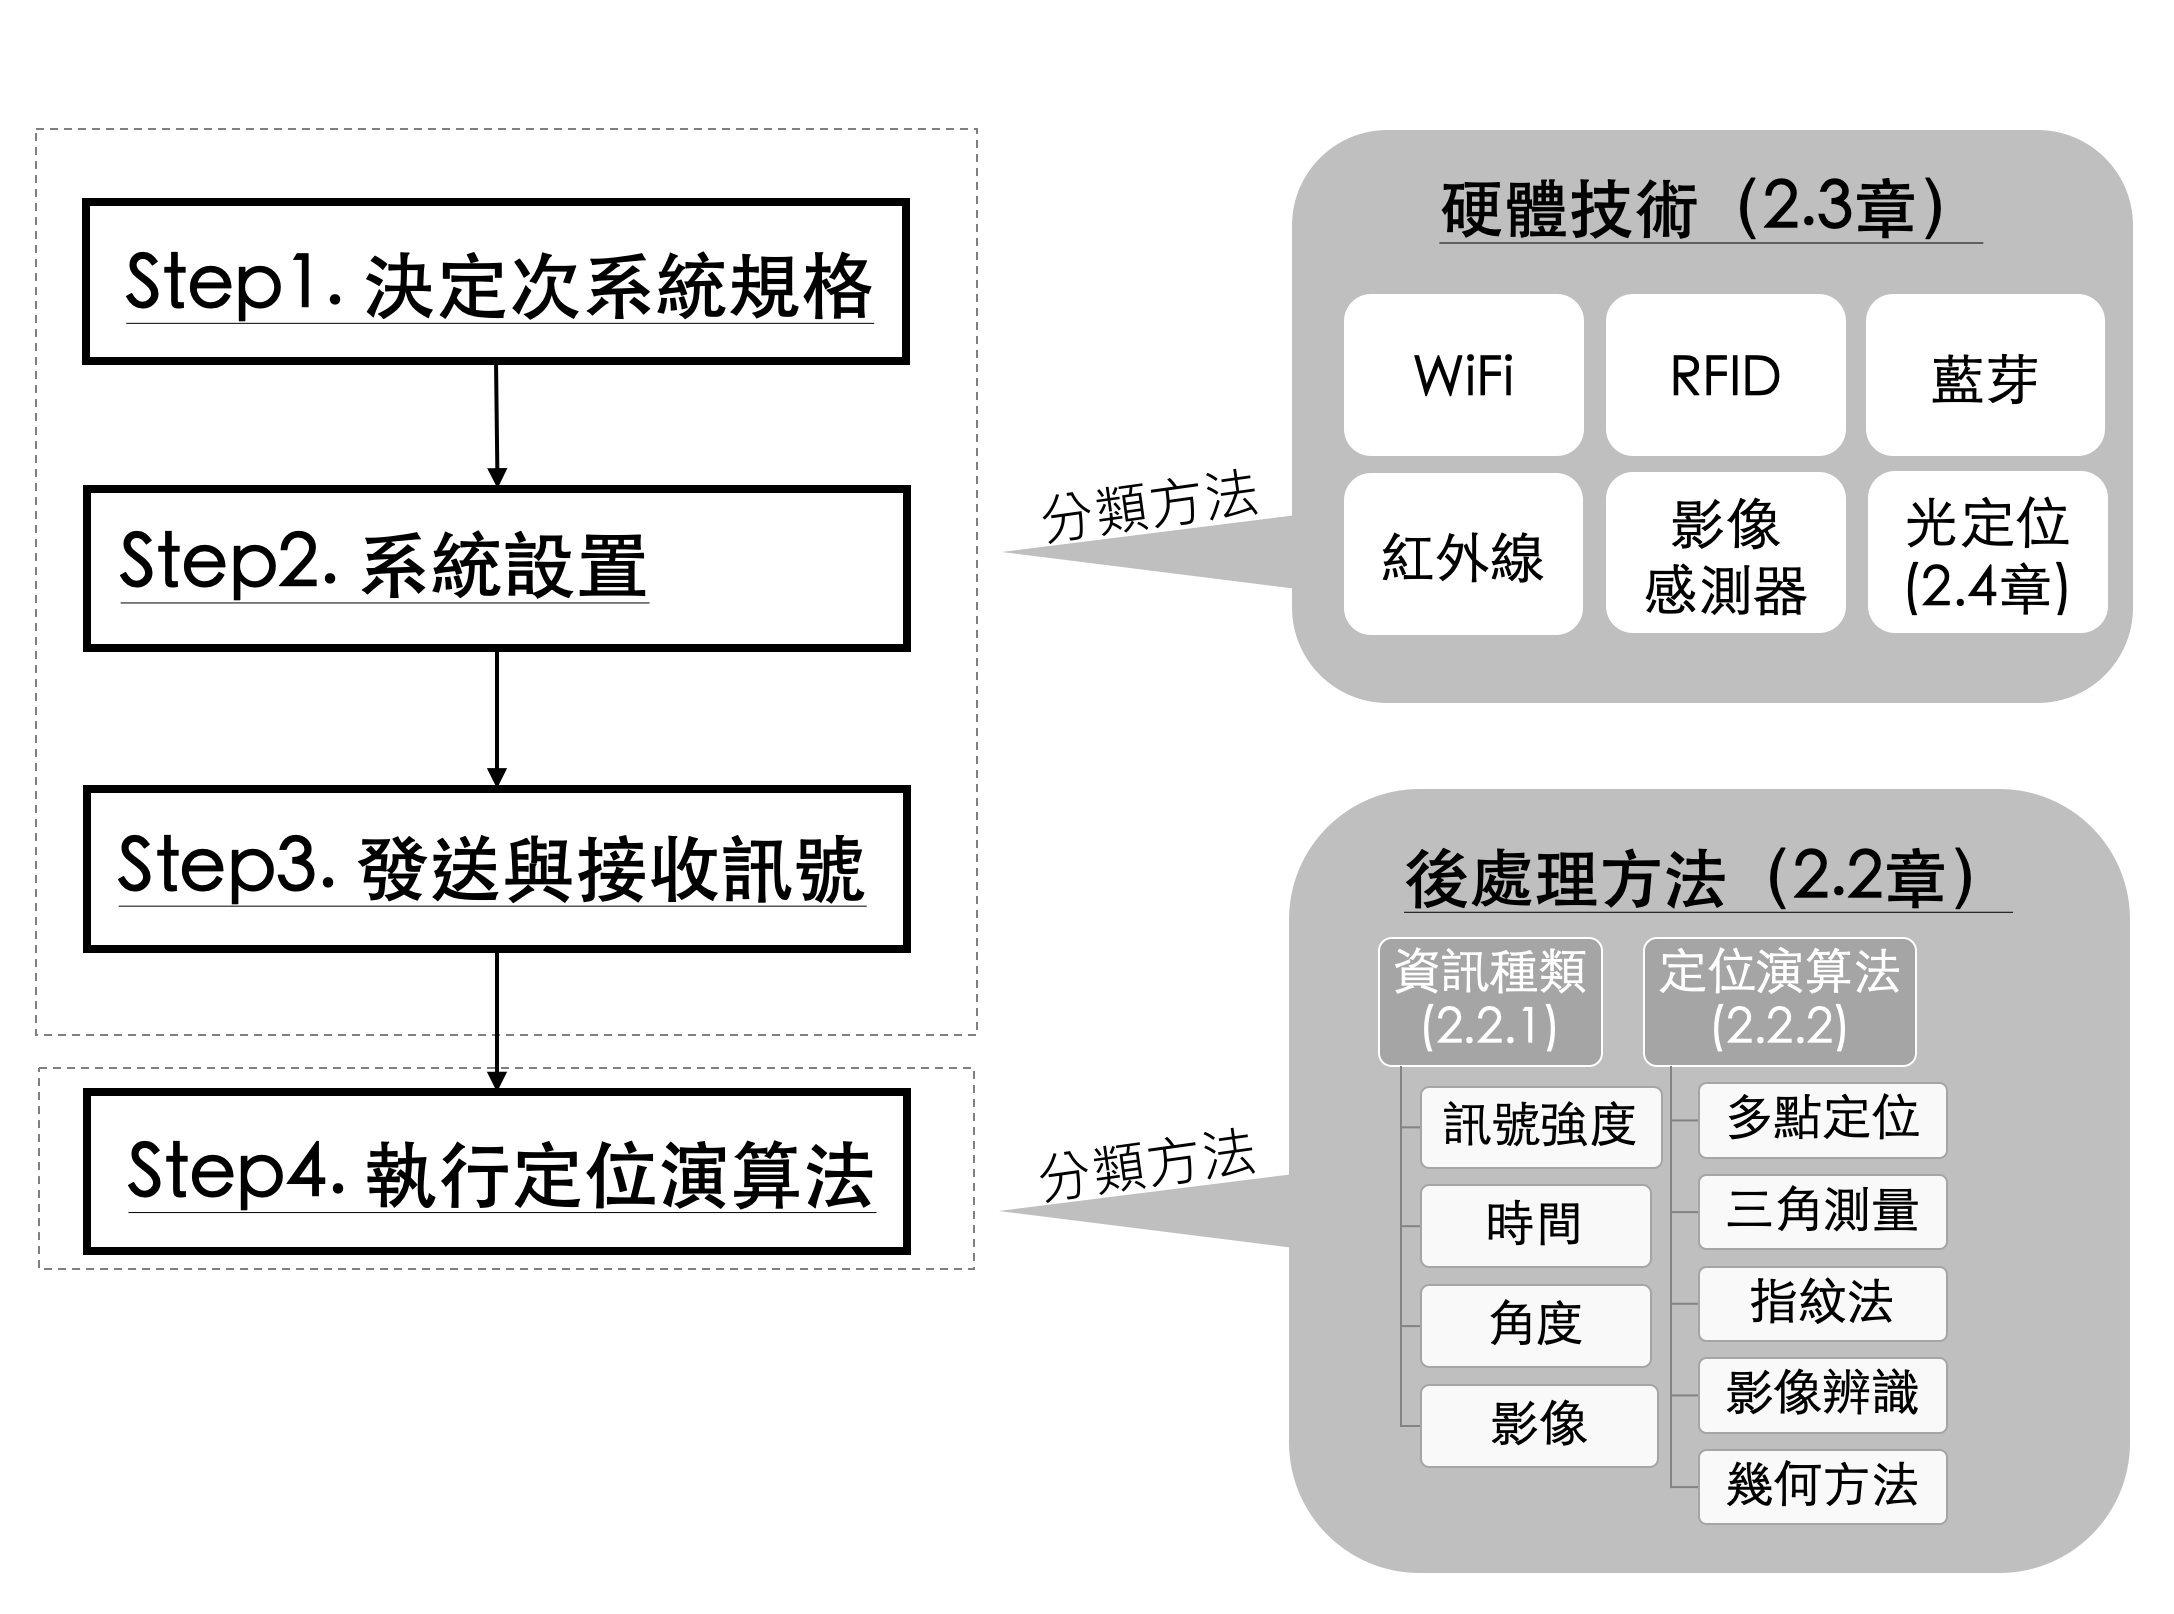 Step1. 決定次系統規格
Step2. 系統設置
Step3. 發送與接收訊號
Step4. 執行定位演算法
分類方法
硬體技術（2.3章）
WiFi
RFID
藍芽
紅外線
影像
感測器
光定位
(2.4章)
分類方法
後處理方法（2.2章）
資訊種類
(2.2.1)
訊號強度
時間
角度
影像
定位演算法
(2.2.2)
多點定位
三角測量
指紋法
影像辨識
幾何方法